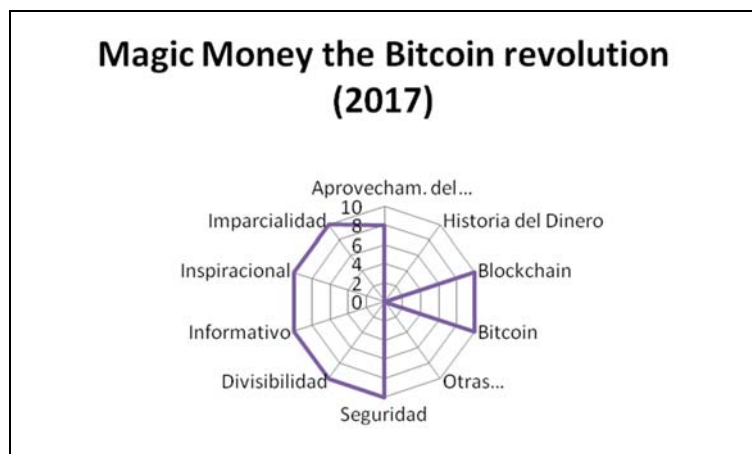 Magic Money the Bitcoin revolution
(2017)
Aprovecham. del...
10
Imparcialidad
8
Historia del Dinero
6
Inspiracional
4
Blockchain
2
0
Informativo
Bitcoin
Divisibilidad
Otras...
Seguridad